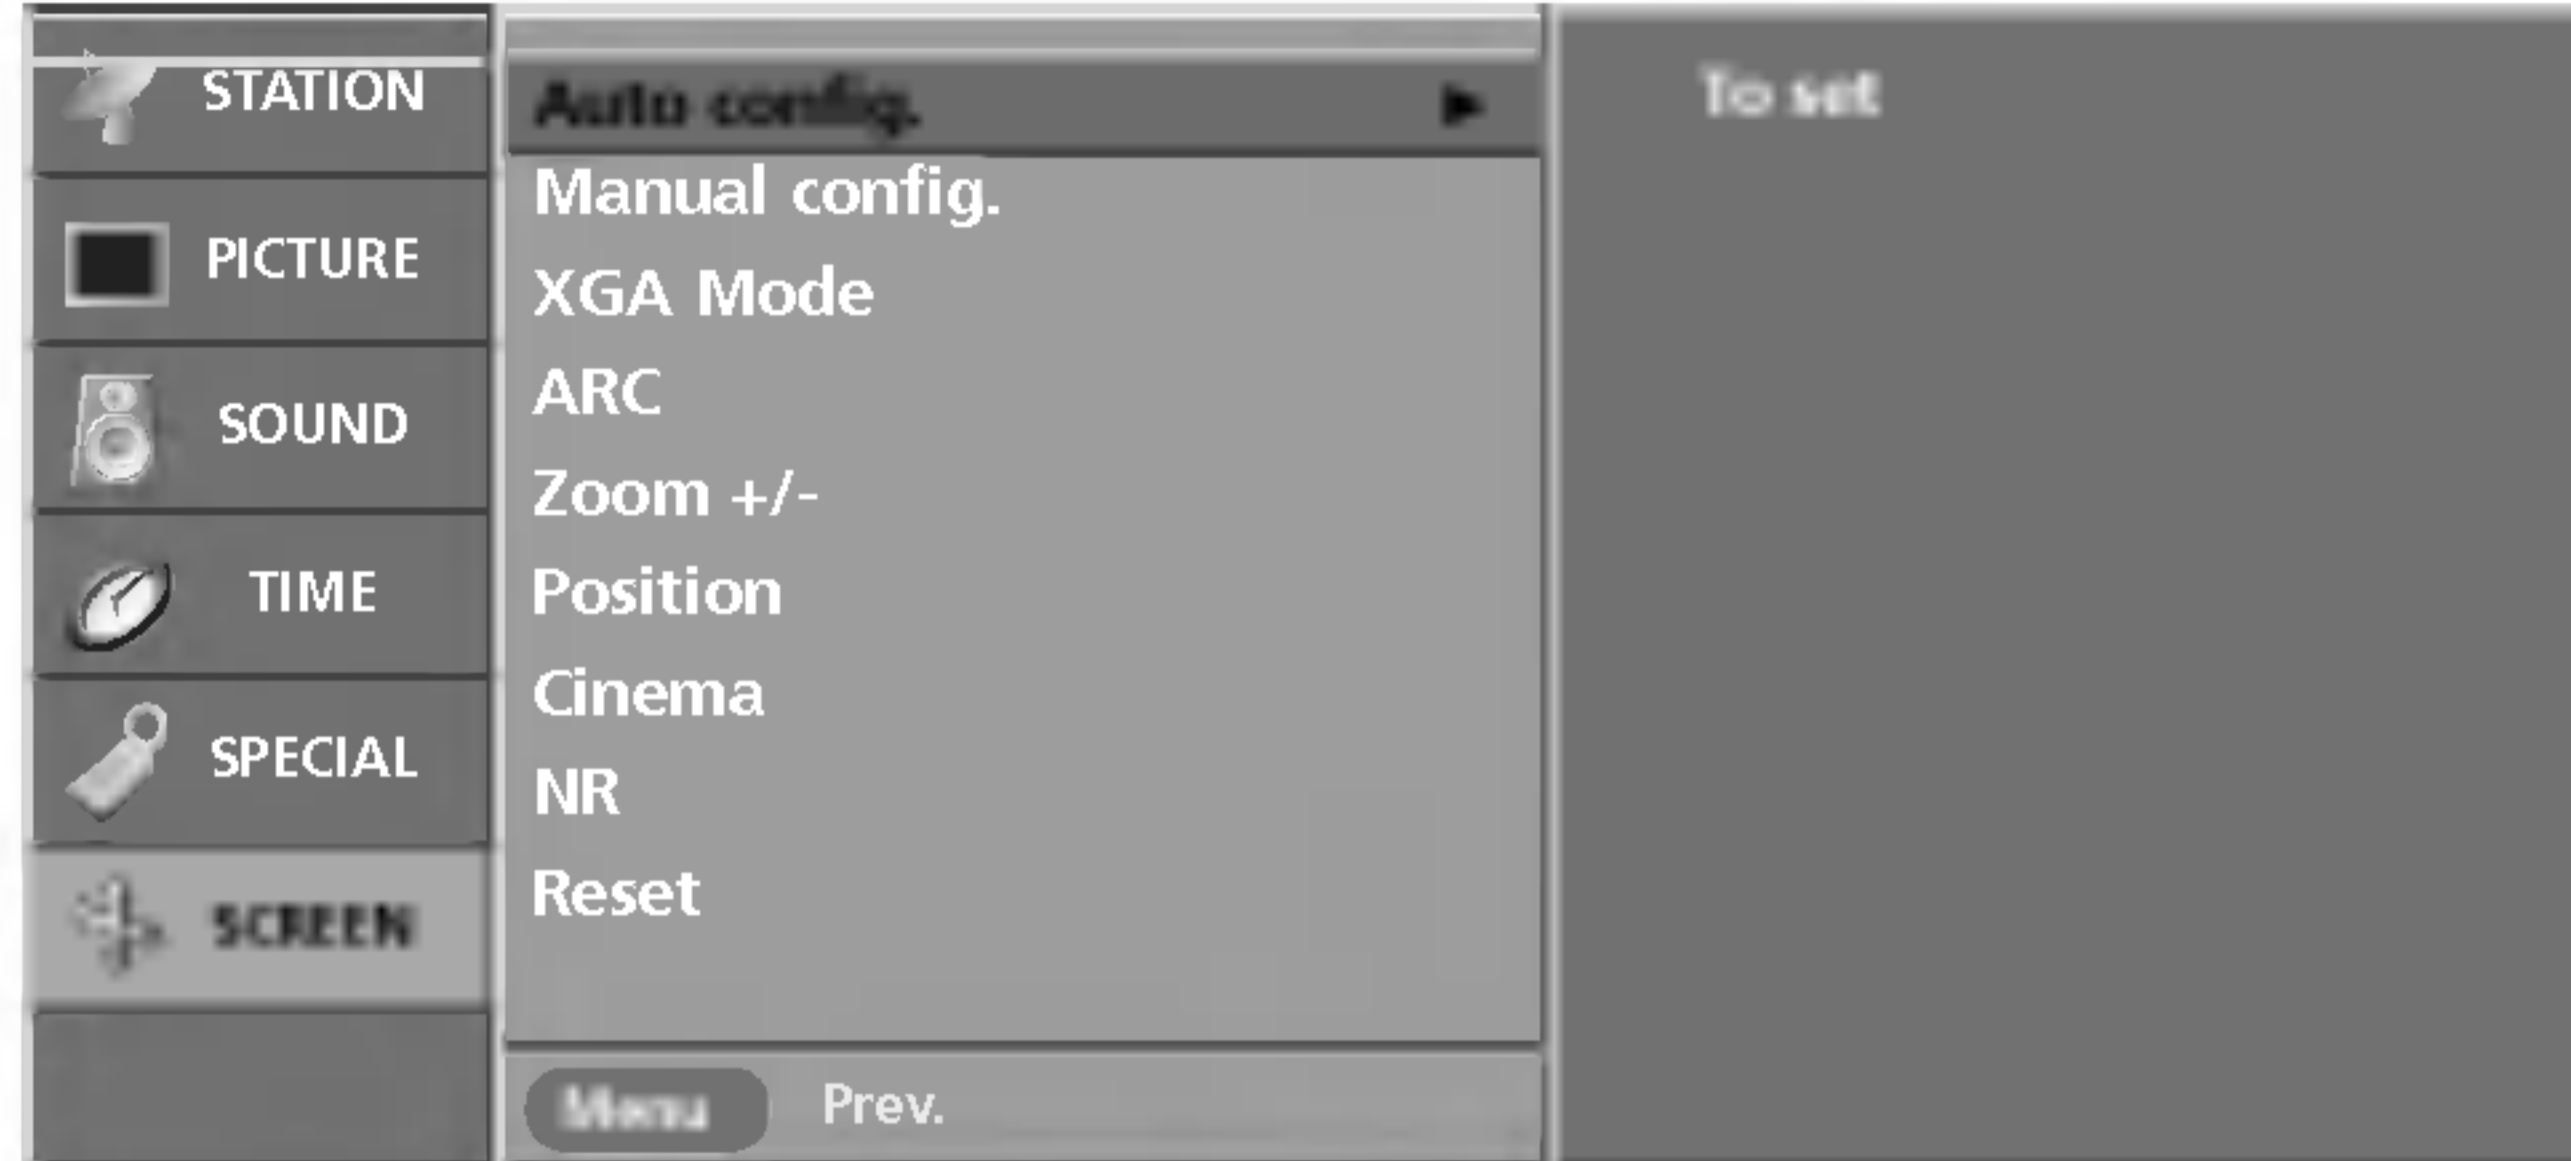 STATION
PICTURE
SOUND
TIME
SPECIAL
SCREEN
Auto config. ►
Manual config.
XGA Mode
ARC
Zoom +/-
Position
Cinema
NR
Reset
Menu Prev.
To set